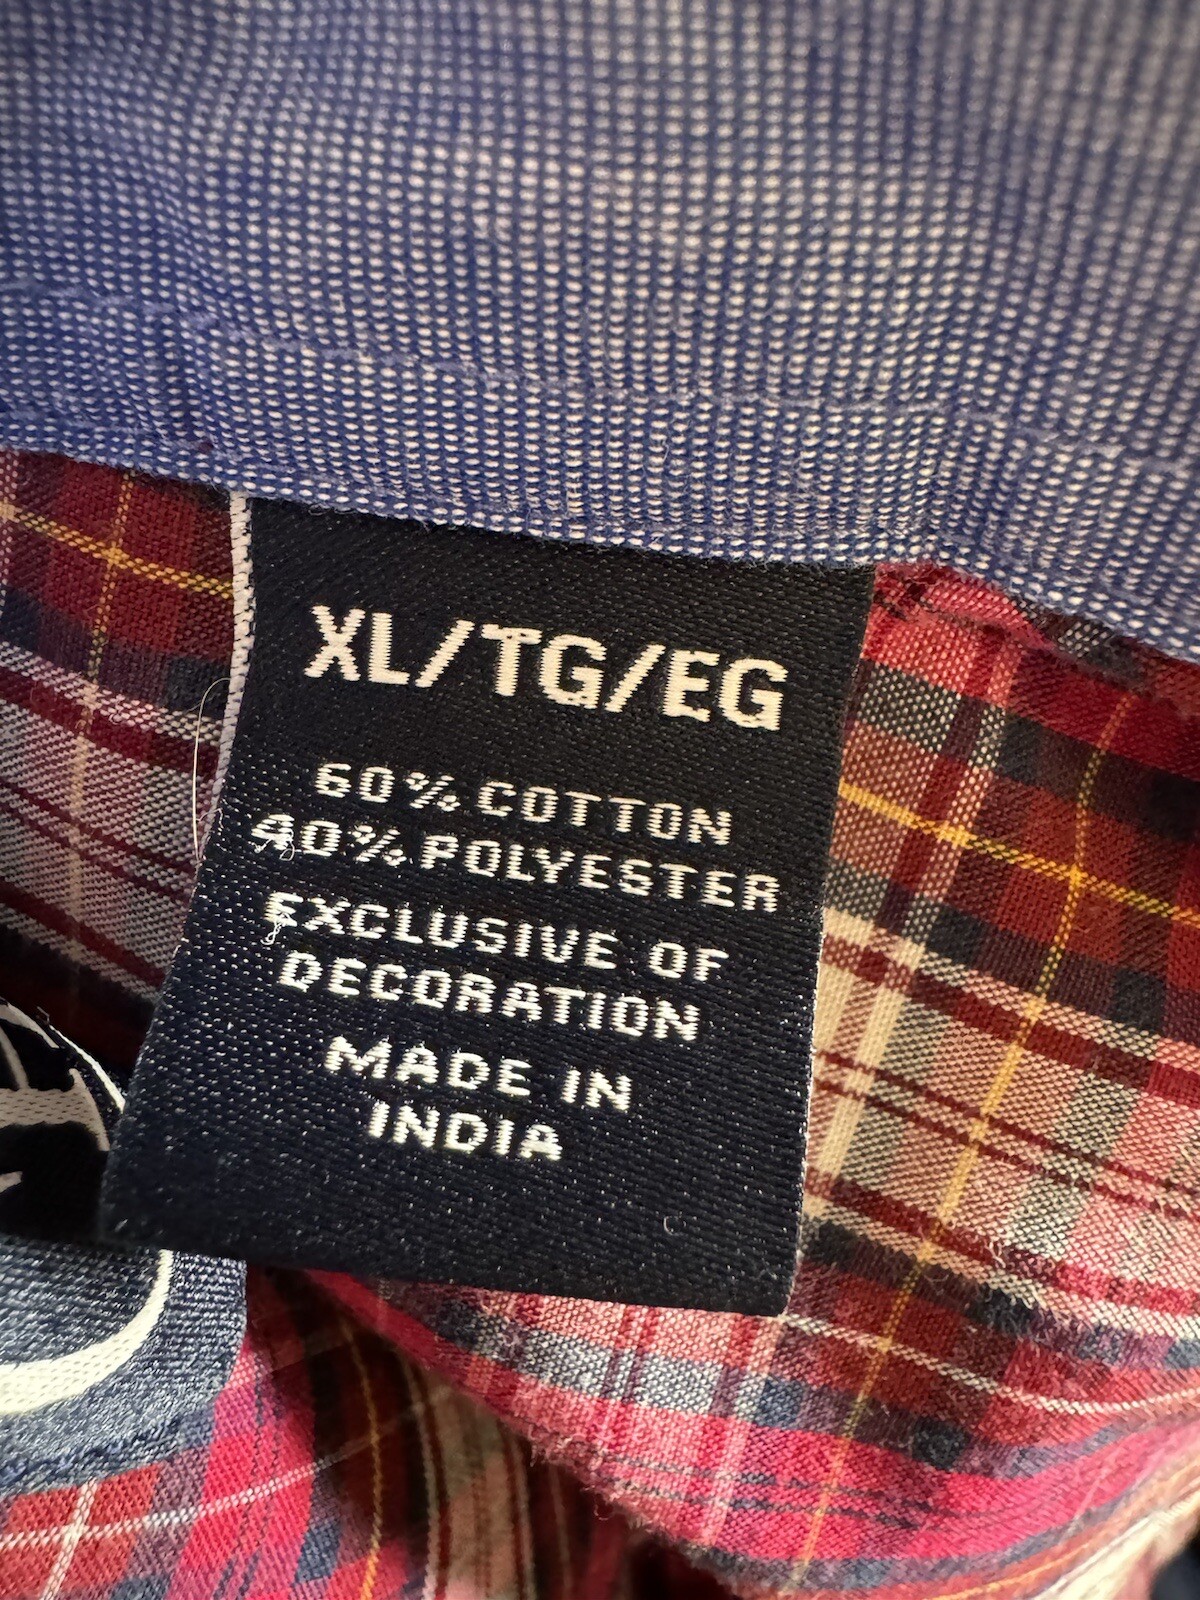 XL/TG/EG
60% COTTON
40% POLYESTER
EXCLUSIVE OF
DECORATION
MADE IN
INDIA